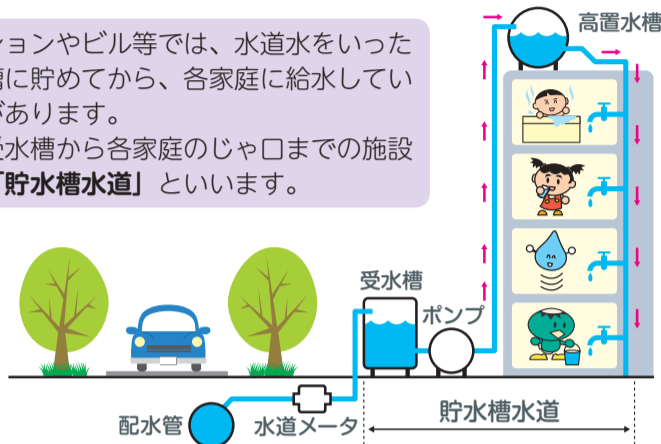 ションやビル等では、水道水をいった
槽に貯めてから、各家庭に給水してい
があります。
受水槽から各家庭のじゃ口までの施設
「貯水槽水道」といいます。
高置水槽
受水槽
ポンプ
配水管
水道メータ
貯水槽水道